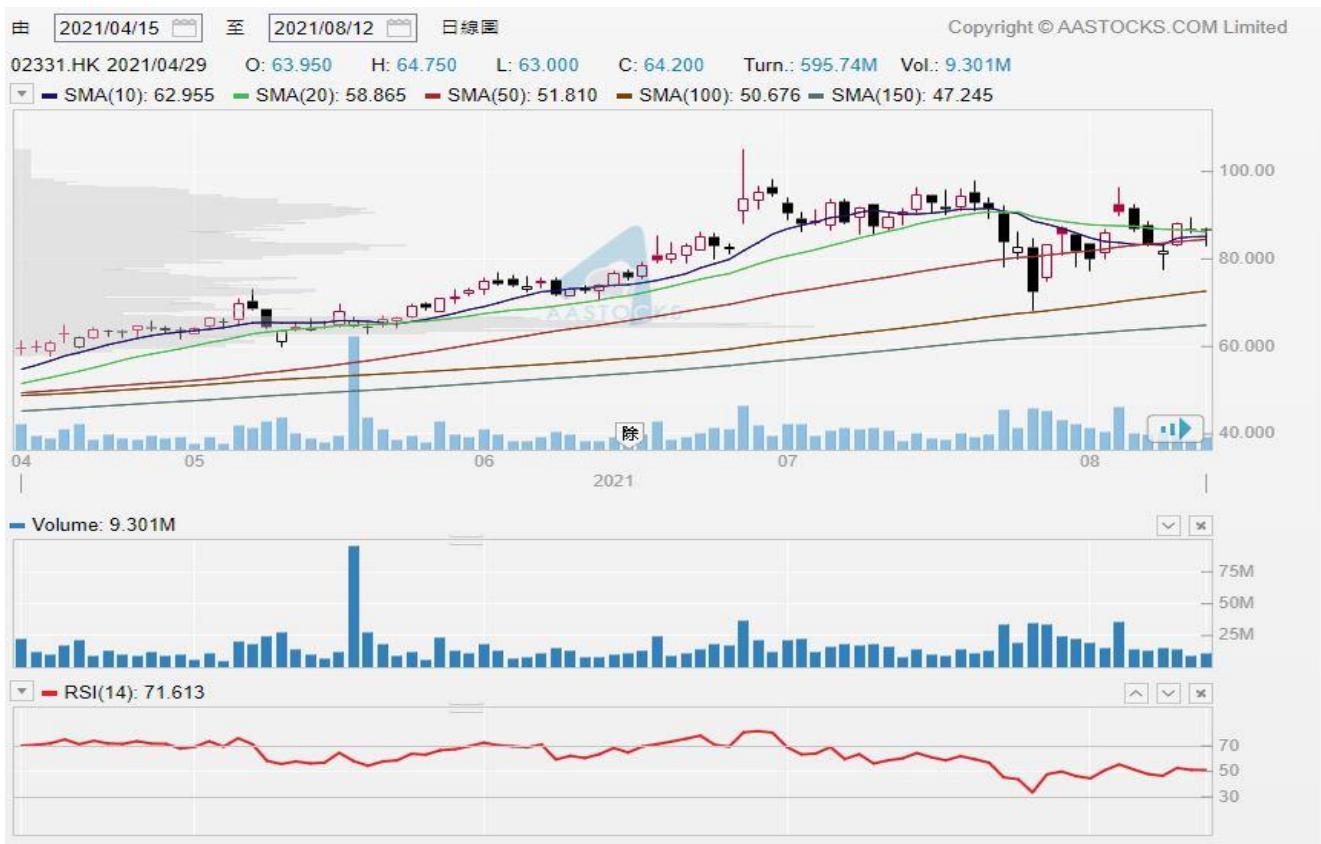 由 2021/04/15 至 2021/08/12 日線圖 Copyright © AASTOCKS.COM Limited
02331.HK 2021/04/29 O: 63.950 H: 64.750 L: 63.000 C: 64.200 Turn.: 595.74M Vol.: 9.301M
SMA(10): 62.955 SMA(20): 58.865 SMA(50): 51.810 SMA(100): 50.676 SMA(150): 47.245
100.00
80.000
AASTOCKS
60.000
除
40.000
04 05 06 07 08
2021
Volume: 9.301M
75M
50M
25M
RSI(14): 71.613
70
50
30